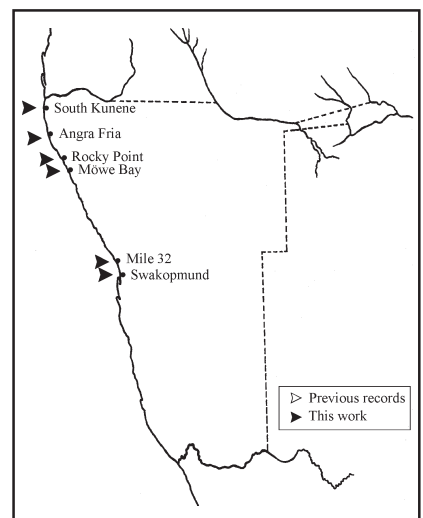 South Kunene
Angra Fria
Rocky Point
Möwe Bay
Mile 32
Swakopmund
Previous records
This work